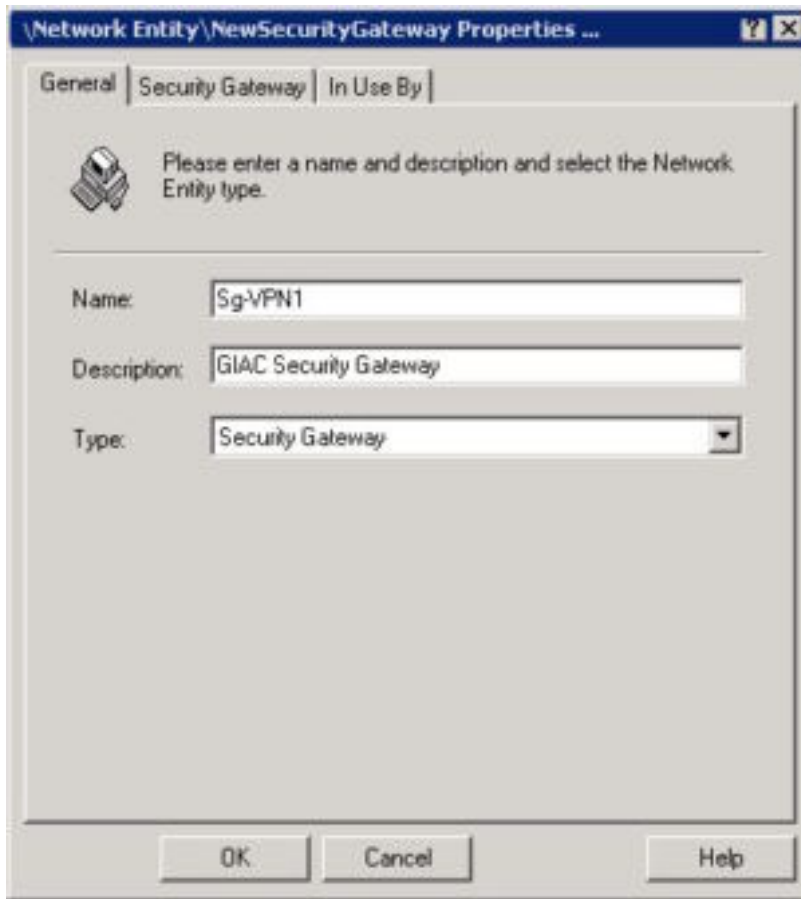 \Network Entity\NewSecurityGateway Properties ...
General
Security Gateway
In Use By
Please enter a name and description and select the Network
Entity type.
Name: Sg-VPN1
Description: GIAC Security Gateway
Type: Security Gateway
OK
Cancel
Help